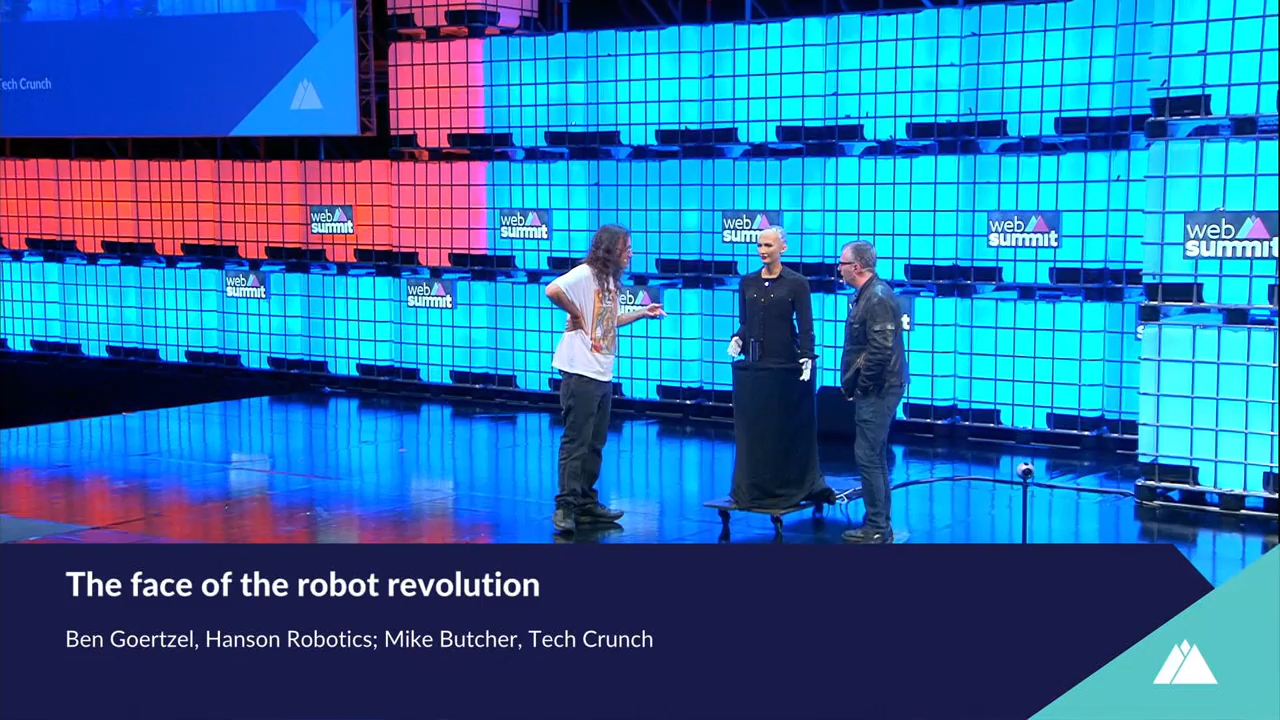 Tech Crunch
web
summit
web
summit
web
summit
web
summit
web
summit
web
summit
web
summit
The face of the robot revolution
Ben Goertzel, Hanson Robotics; Mike Butcher, Tech Crunch